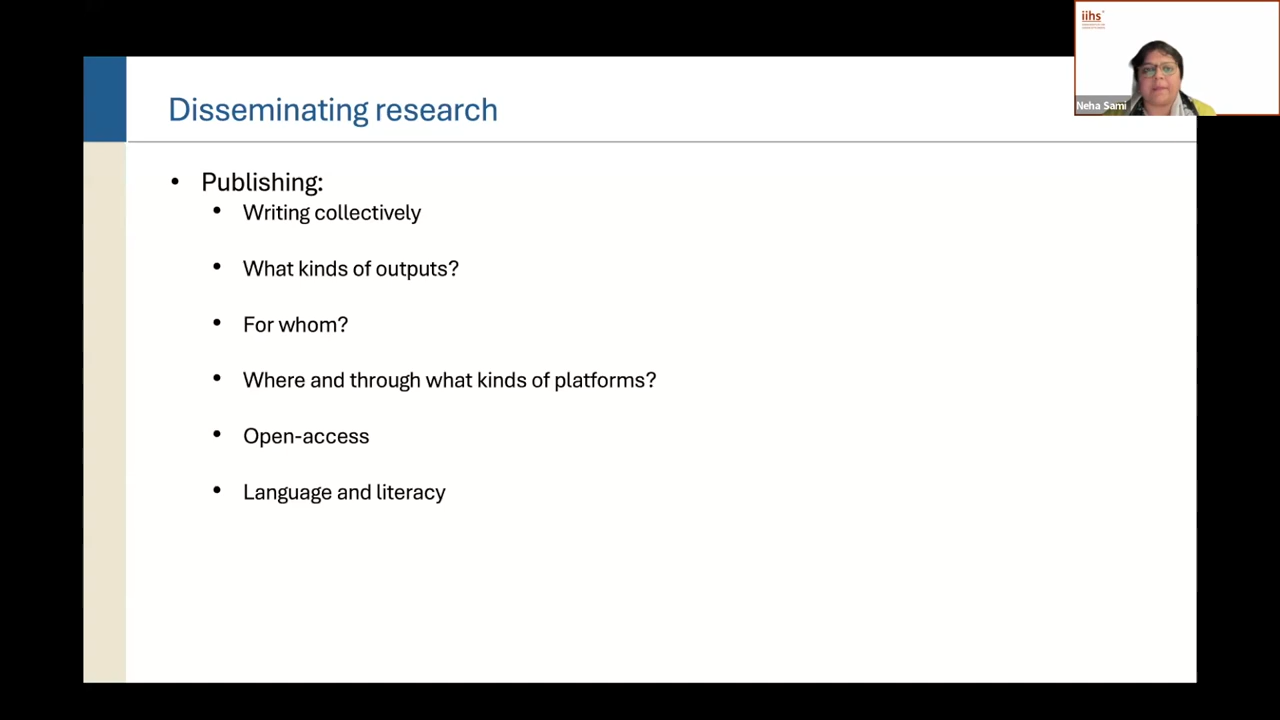 iihs
Neha Sami
Disseminating research
Publishing:
Writing collectively
What kinds of outputs?
For whom?
Where and through what kinds of platforms?
Open-access
Language and literacy